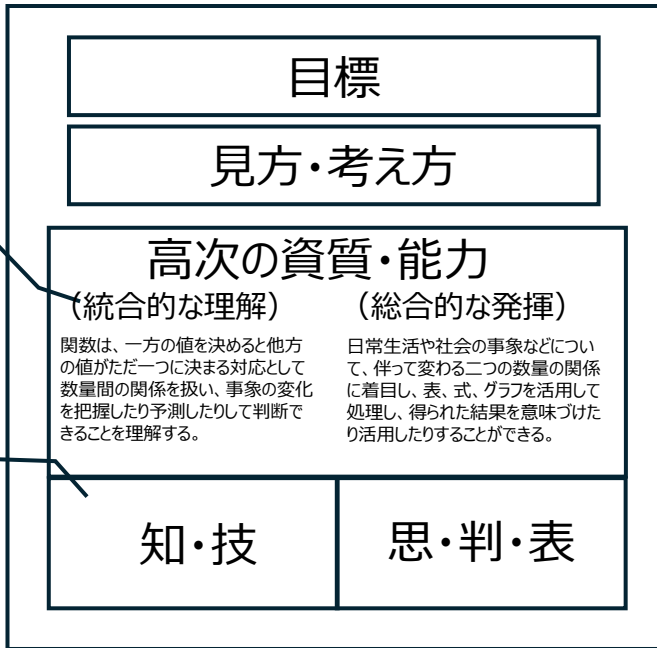 目標
見方・考え方
高次の資質・能力
（統合的な理解）
関数は、一方の値を決めると他方
の値がただ一つに決まる対応として
数量間の関係を扱い、事象の変化
を把握したり予測したりして判断で
きることを理解する。
（総合的な発揮）
日常生活や社会の事象などについ
て、伴って変わる二つの数量の関係
に着目し、表、式、グラフを活用して
処理し、得られた結果を意味づけた
り活用したりすることができる。
知・技
思・判・表